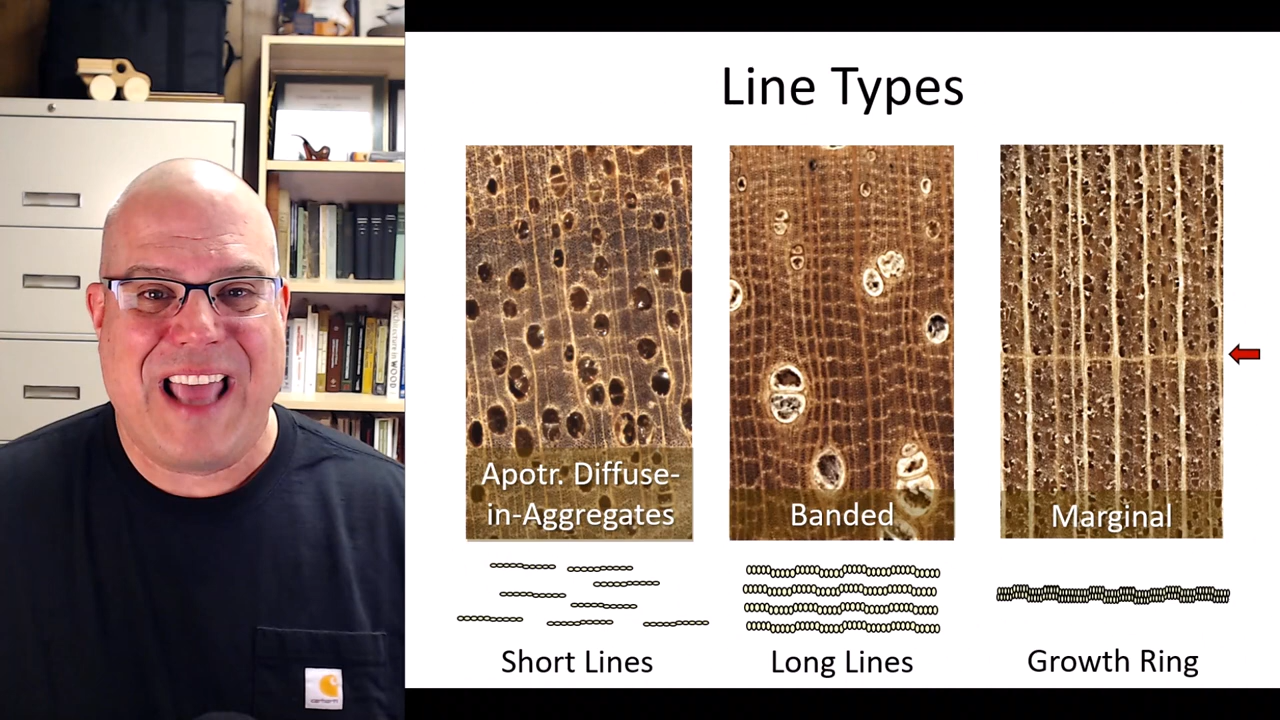 Line Types
Apotr. Diffuse-
in-Aggregates
Banded
Marginal
Short Lines
Long Lines
Growth Ring
carhartt